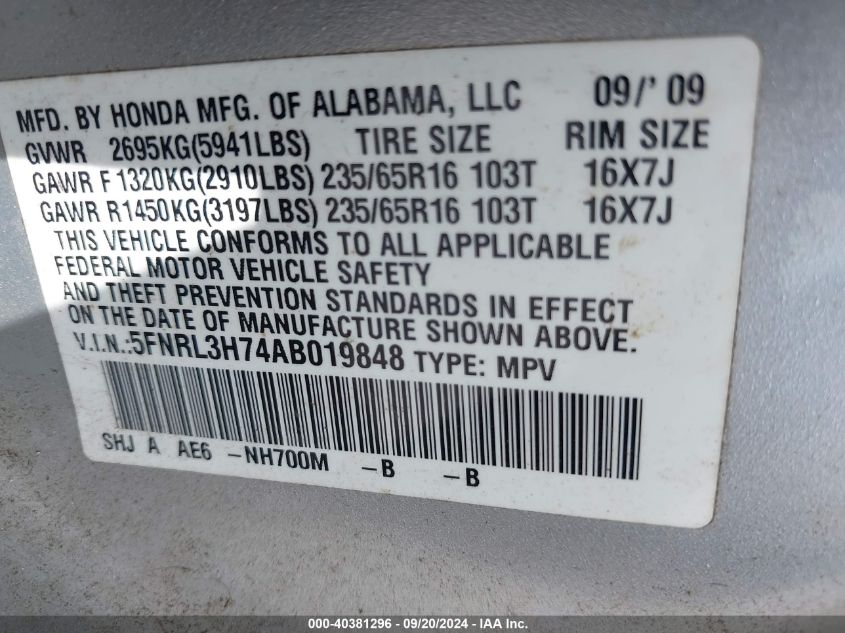 MFD. BY HONDA MFG. OF ALABAMA, LLC 09/' 09
GVWR 2695KG(5941LBS) TIRE SIZE RIM SIZE
GAWR F1320KG(2910LBS) 235/65R16 103T 16X7J
GAWR R1450KG(3197LBS) 235/65R16 103T 16X7J
THIS VEHICLE CONFORMS TO ALL APPLICABLE
FEDERAL MOTOR VEHICLE SAFETY
AND THEFT PREVENTION STANDARDS IN EFFECT
ON THE DATE OF MANUFACTURE SHOWN ABOVE.
V.I.N.:5FNRL3H74AB019848 TYPE: MPV
SHJ A AE6 -NH700M -B -B
000-40381296 - 09/20/2024 - IAA Inc.